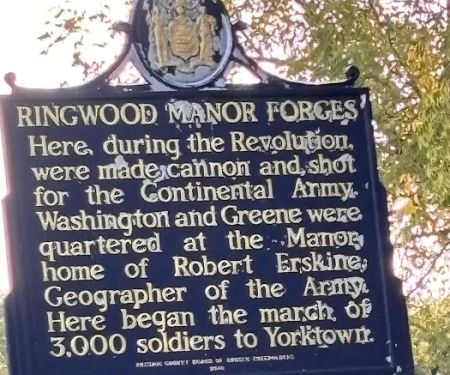 RINGWOOD MANOR FORGES
Here, during the Revolution,
were made cannon and shot
for the Continental Army.
Washington and Greene were
quartered at the Manor,
home of Robert Erskine,
Geographer of the Army.
Here began the march of
3,000 soldiers to Yorktown.